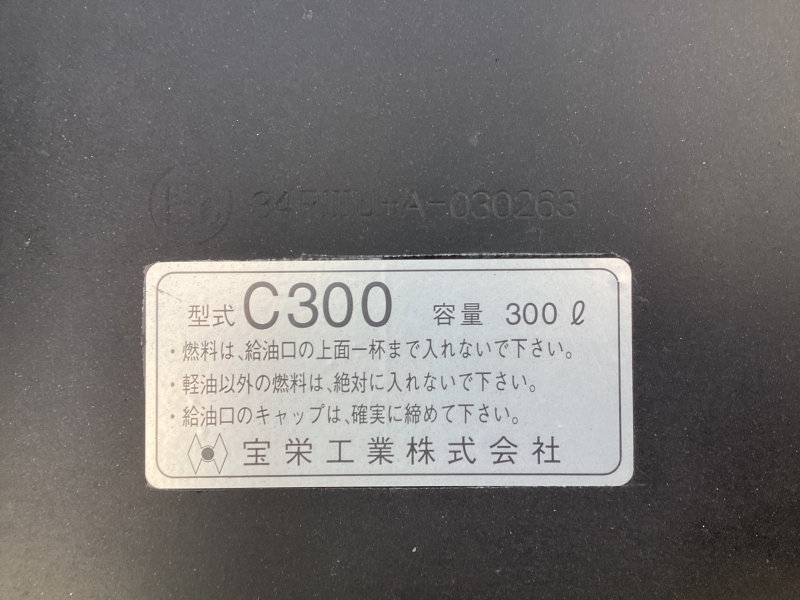 030263
型式 C300 容量 300ℓ
・燃料は、給油口の上面一杯まで入れないで下さい。
・軽油以外の燃料は、絶対に入れないで下さい。
・給油口のキャップは、確実に締めて下さい。
宝栄工業株式会社